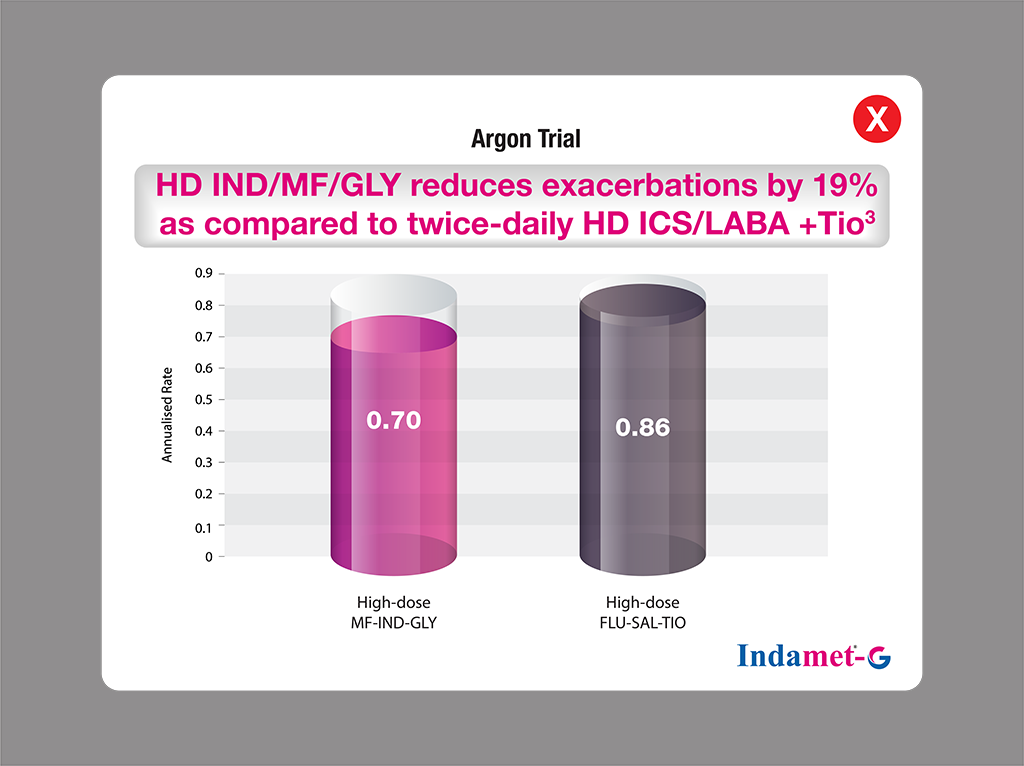 X
Argon Trial
HD IND/MF/GLY reduces exacerbations by 19%
as compared to twice-daily HD ICS/LABA +Tio³
0.9
0.8
0.7
0.6
0.5
0.4
0.3
0.2
0.1
0
Annualised Rate
0.70
0.86
High-dose
MF-IND-GLY
High-dose
FLU-SAL-TIO
Indamet-G